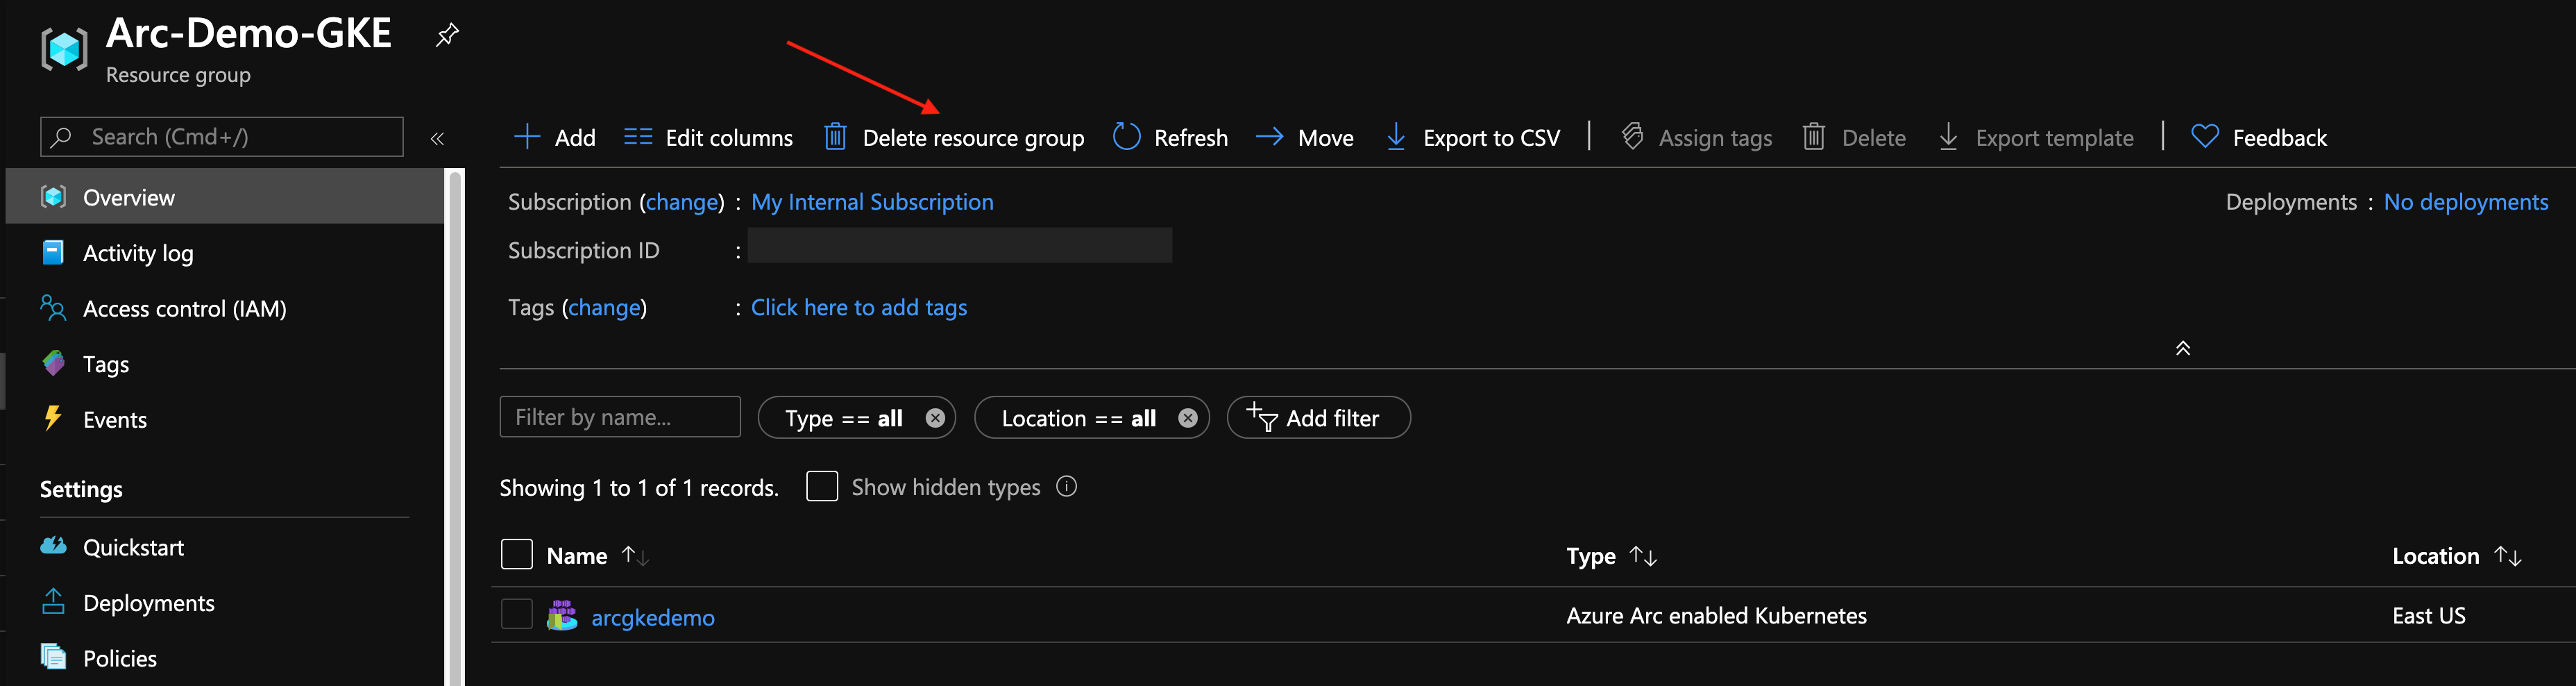 Arc-Demo-GKE
Resource group
Search (Cmd+/)
«
Overview
Activity log
Access control (IAM)
Tags
Events
Settings
Quickstart
Deployments
Policies
Add Edit columns Delete resource group Refresh Move Export to CSV | Assign tags Delete Export template | Feedback
Subscription (change) : My Internal Subscription
Deployments : No deployments
Subscription ID :
Tags (change) : Click here to add tags
Filter by name... Type == all Location == all Add filter
Showing 1 to 1 of 1 records. Show hidden types
Name Type Location
arcgkedemo Azure Arc enabled Kubernetes East US